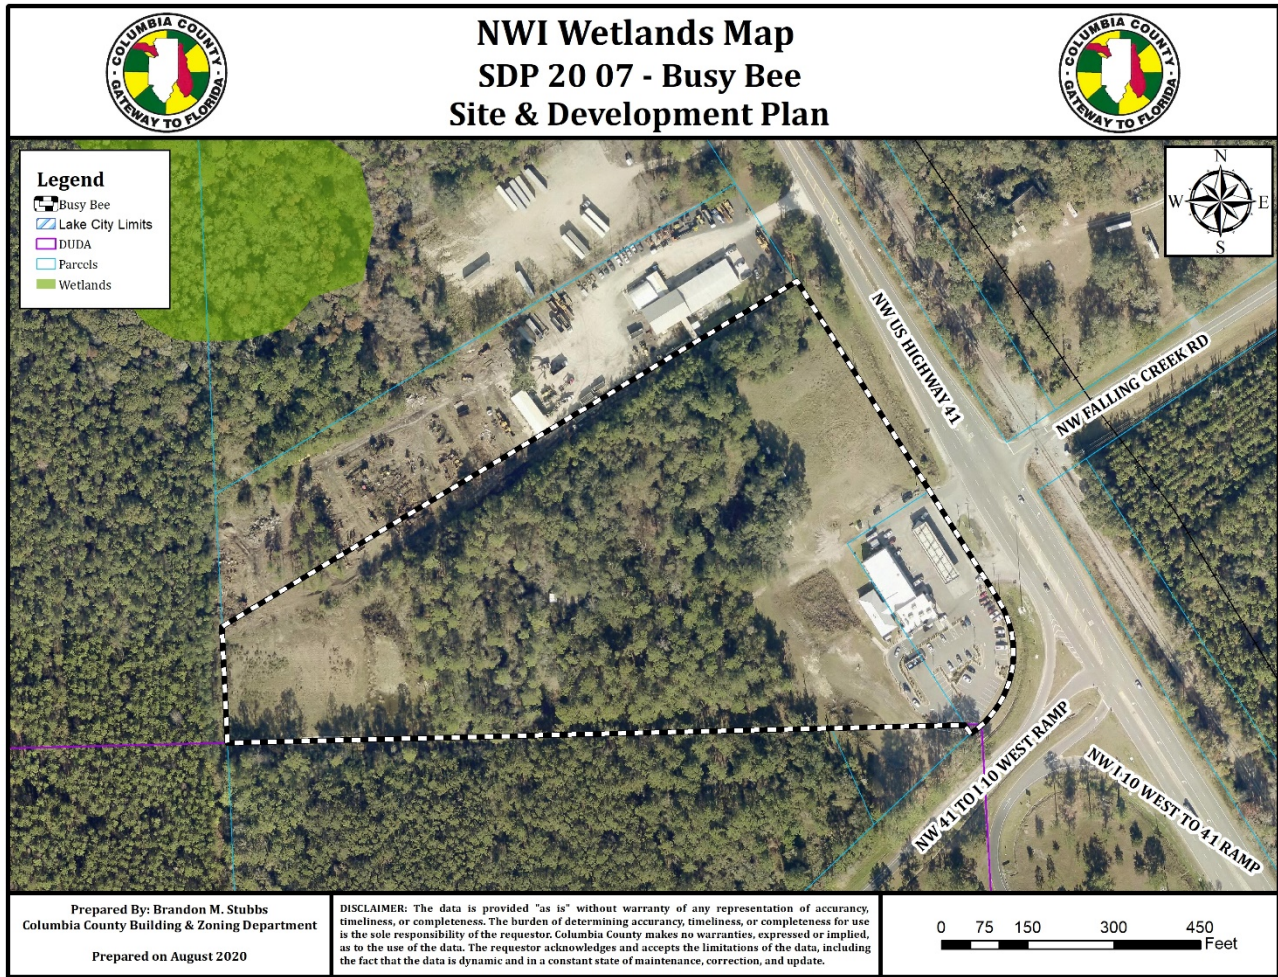 NWI Wetlands Map
SDP 20 07 - Busy Bee
Site & Development Plan
COLUMBIA COUNTY
· GATEWAY TO FLORIDA ·
COLUMBIA COUNTY
· GATEWAY TO FLORIDA ·
Legend
Busy Bee
Lake City Limits
DUDA
Parcels
Wetlands
N
W E
S
NW US HIGHWAY 41
NW FALLING CREEK RD
NW 41 TO I 10 WEST RAMP
NW I 10 WEST TO 41 RAMP
Prepared By: Brandon M. Stubbs
Columbia County Building & Zoning Department
Prepared on August 2020
DISCLAIMER: The data is provided "as is" without warranty of any representation of accuracy,
timeliness, or completeness. The burden of determining accuracy, timeliness, or completeness for use
is the sole responsibility of the requestor. Columbia County makes no warranties, expressed or implied,
as to the use of the data. The requestor acknowledges and accepts the limitations of the data, including
the fact that the data is dynamic and in a constant state of maintenance, correction, and update.
0 75 150 300 450
Feet